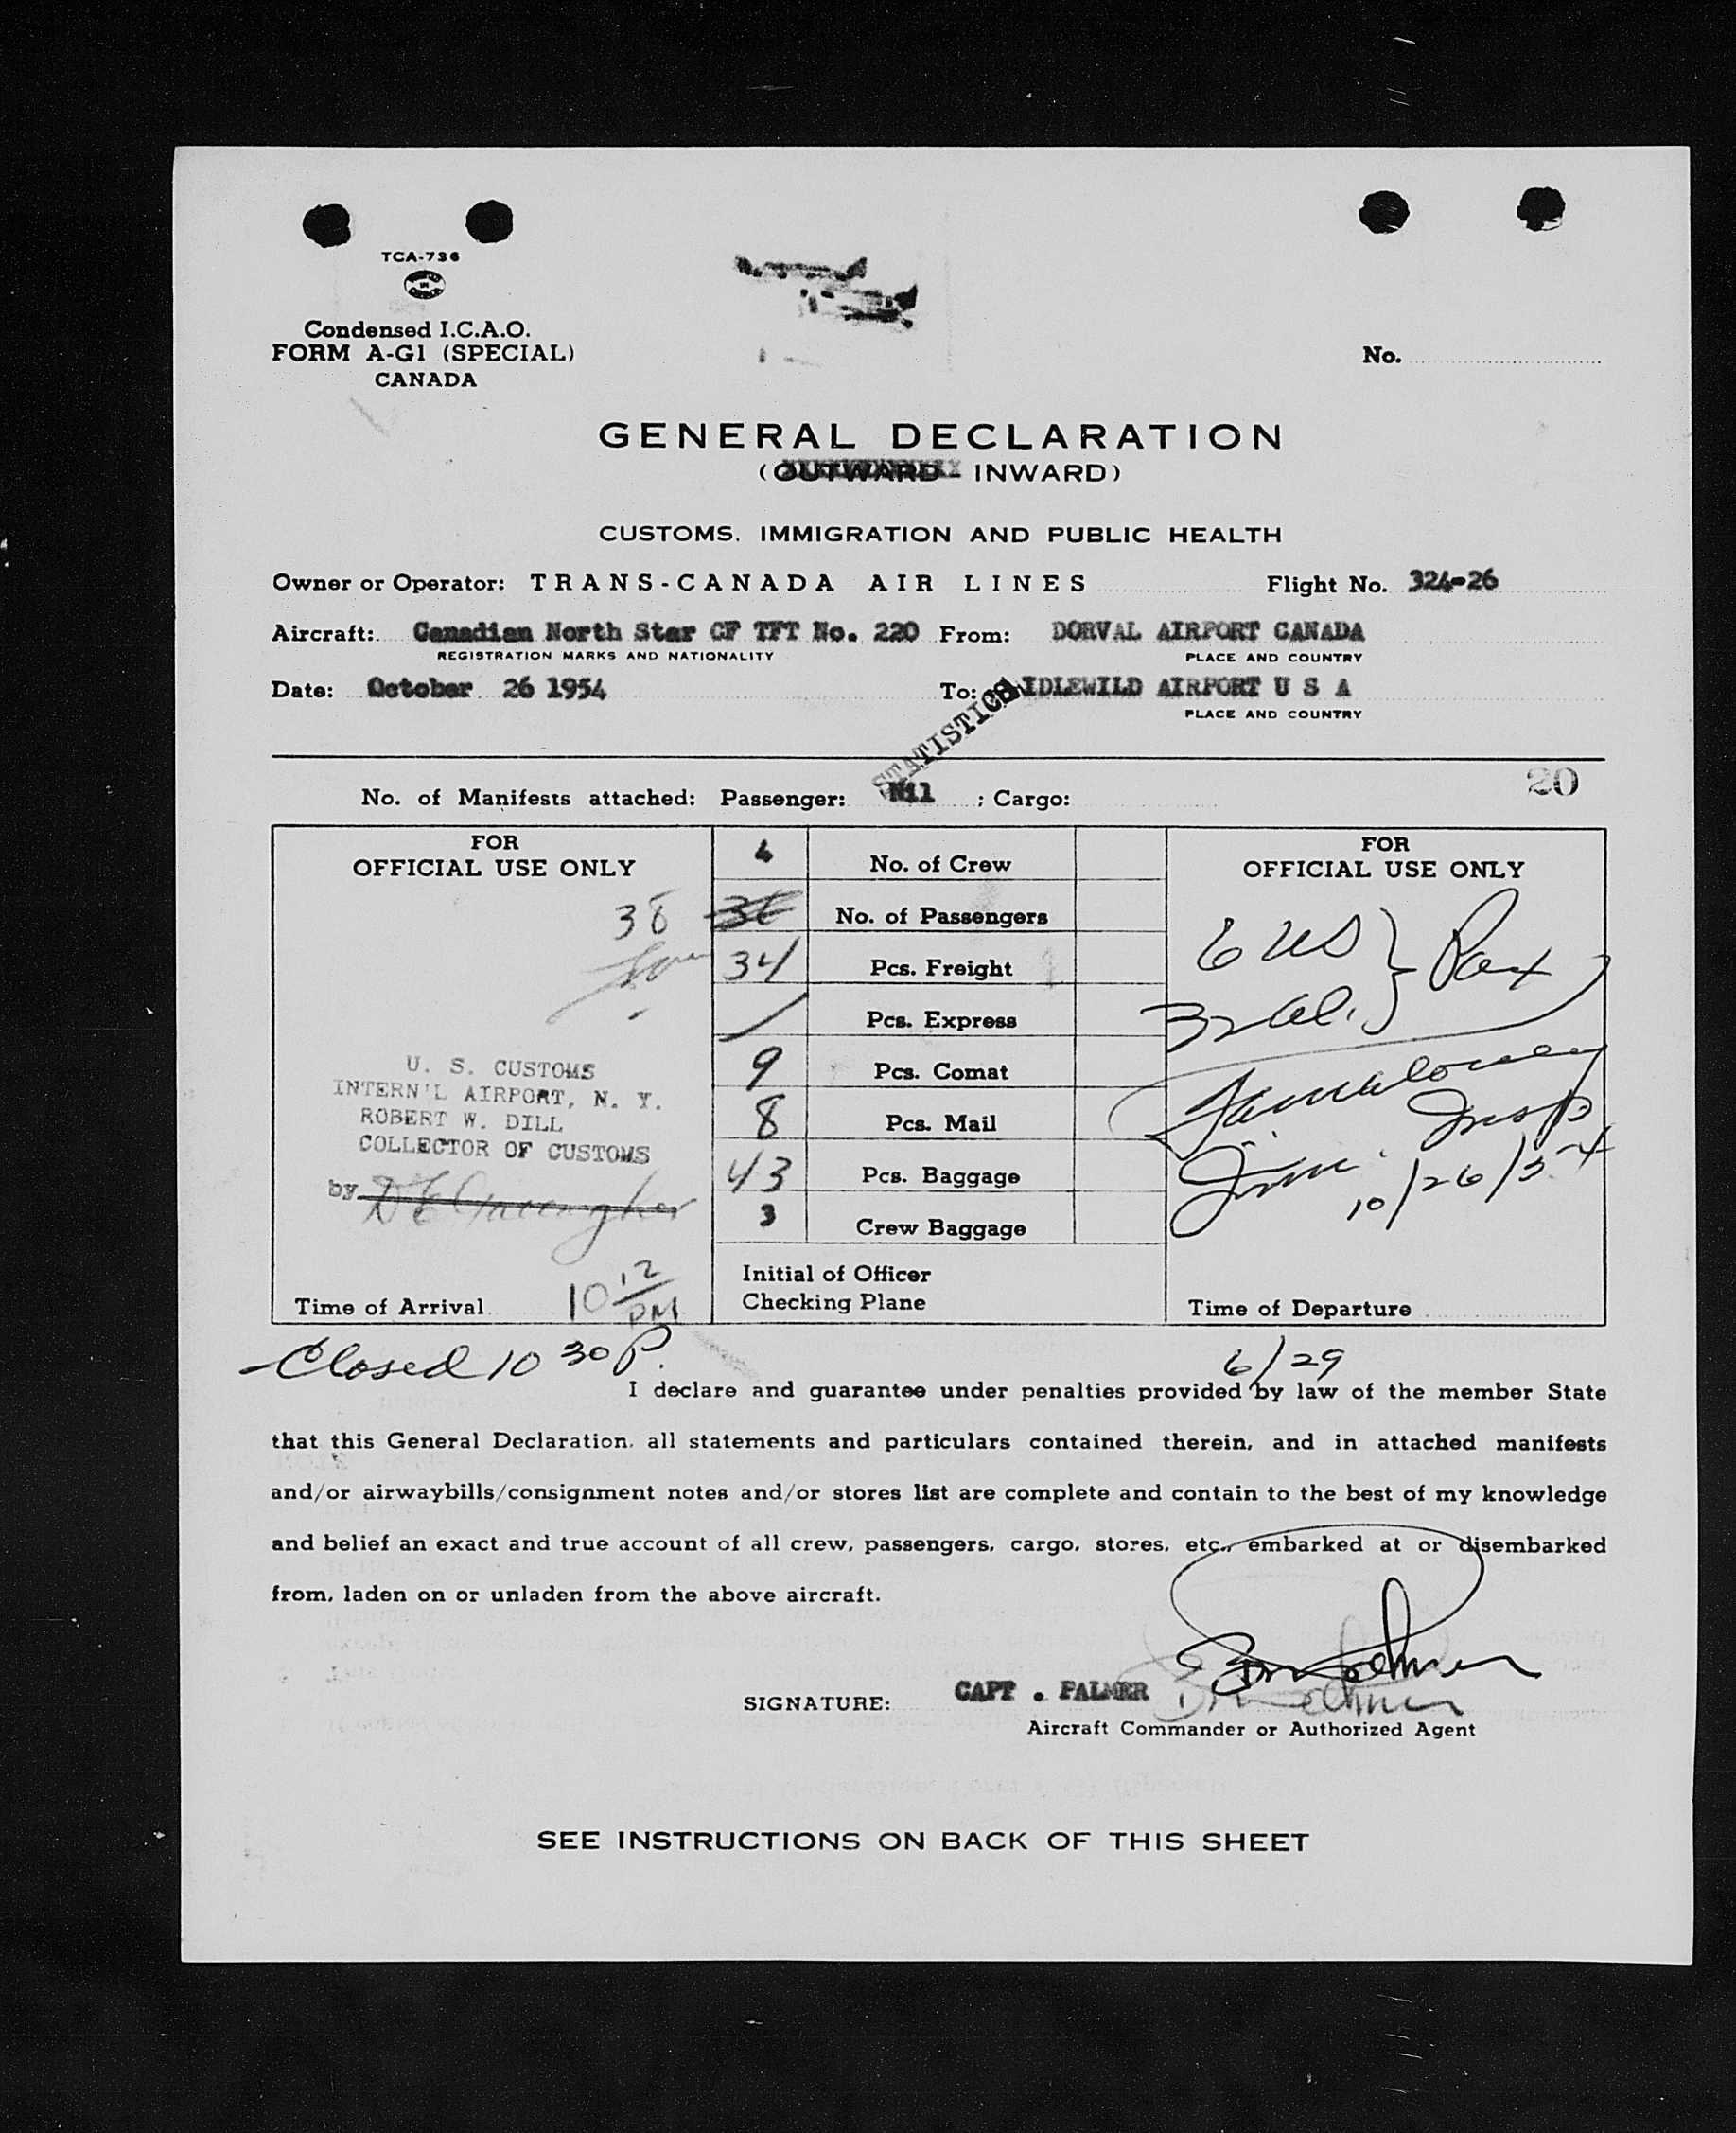 TCA-736
Condensed I.C.A.O.
FORM A-G1 (SPECIAL)
CANADA
No.
GENERAL DECLARATION
(OUTWARD - INWARD)
CUSTOMS, IMMIGRATION AND PUBLIC HEALTH
Owner or Operator: TRANS-CANADA AIR LINES Flight No. 324-26
Aircraft: Canadian North Star CF TFT No. 220 From: DORVAL AIRPORT CANADA
REGISTRATION MARKS AND NATIONALITY PLACE AND COUNTRY
Date: October 26 1954 To: IDLEWILD AIRPORT U S A
PLACE AND COUNTRY
STATISTICS
20
No. of Manifests attached: Passenger: Nil ; Cargo:
FOR
OFFICIAL USE ONLY
38
U. S. CUSTOMS
INTERN'L AIRPORT, N. Y.
ROBERT W. DILL
COLLECTOR OF CUSTOMS
by
Time of Arrival 10 12 PM
No. of Crew
No. of Passengers
34 Pcs. Freight
Pcs. Express
9 Pcs. Comat
8 Pcs. Mail
43 Pcs. Baggage
3 Crew Baggage
Initial of Officer
Checking Plane
FOR
OFFICIAL USE ONLY
6 US } Pax
32 al.
Insp
Imm.
10/26/54
Time of Departure
Closed 10 30 P.
6/29
I declare and guarantee under penalties provided by law of the member State
that this General Declaration, all statements and particulars contained therein, and in attached manifests
and/or airwaybills/consignment notes and/or stores list are complete and contain to the best of my knowledge
and belief an exact and true account of all crew, passengers, cargo, stores, etc., embarked at or disembarked
from, laden on or unladen from the above aircraft.
SIGNATURE: CAPT . PALMER
Aircraft Commander or Authorized Agent
SEE INSTRUCTIONS ON BACK OF THIS SHEET